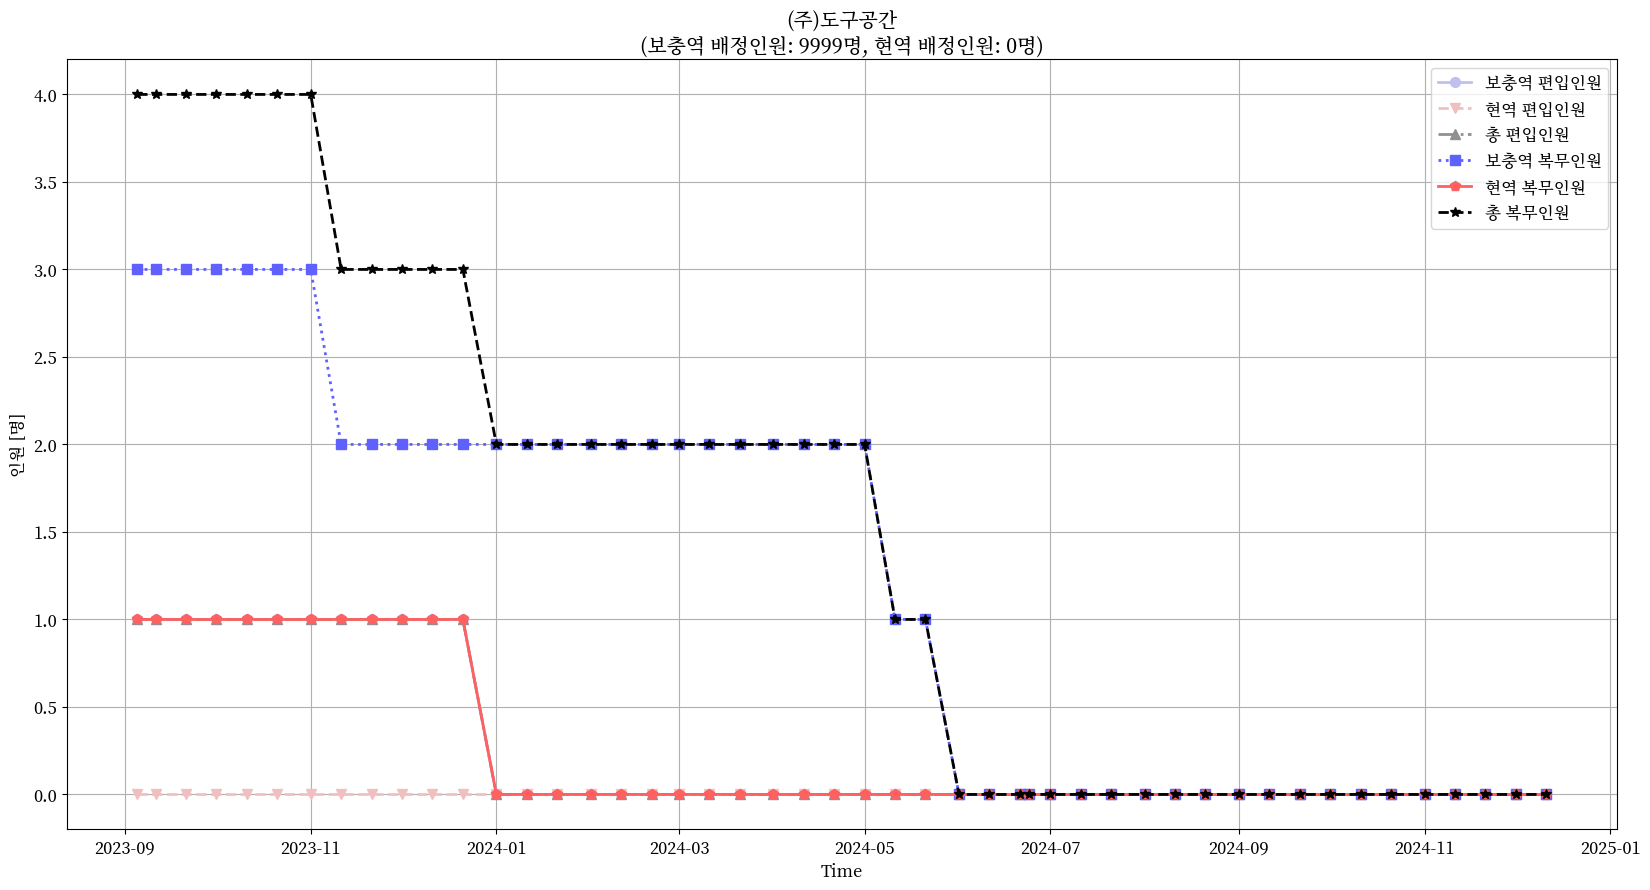 (주)도구공간
(보충역 배정인원: 9999명, 현역 배정인원: 0명)
보충역 편입인원
현역 편입인원
총 편입인원
보충역 복무인원
현역 복무인원
총 복무인원
인원 [명]
4.0
3.5
3.0
2.5
2.0
1.5
1.0
0.5
0.0
2023-09 2023-11 2024-01 2024-03 2024-05 2024-07 2024-09 2024-11 2025-01
Time